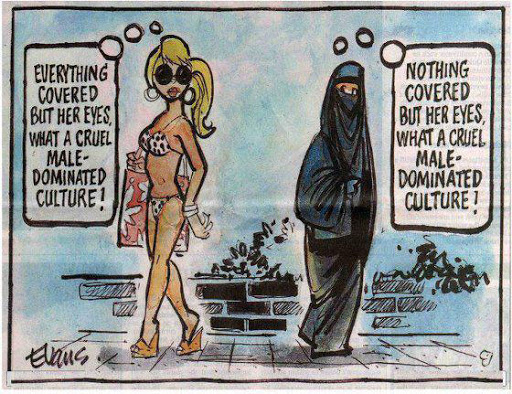 EVERYTHING
COVERED
BUT HER EYES,
WHAT A CRUEL
MALE-
DOMINATED
CULTURE!
NOTHING
COVERED
BUT HER EYES,
WHAT A CRUEL
MALE-
DOMINATED
CULTURE!
Evans.